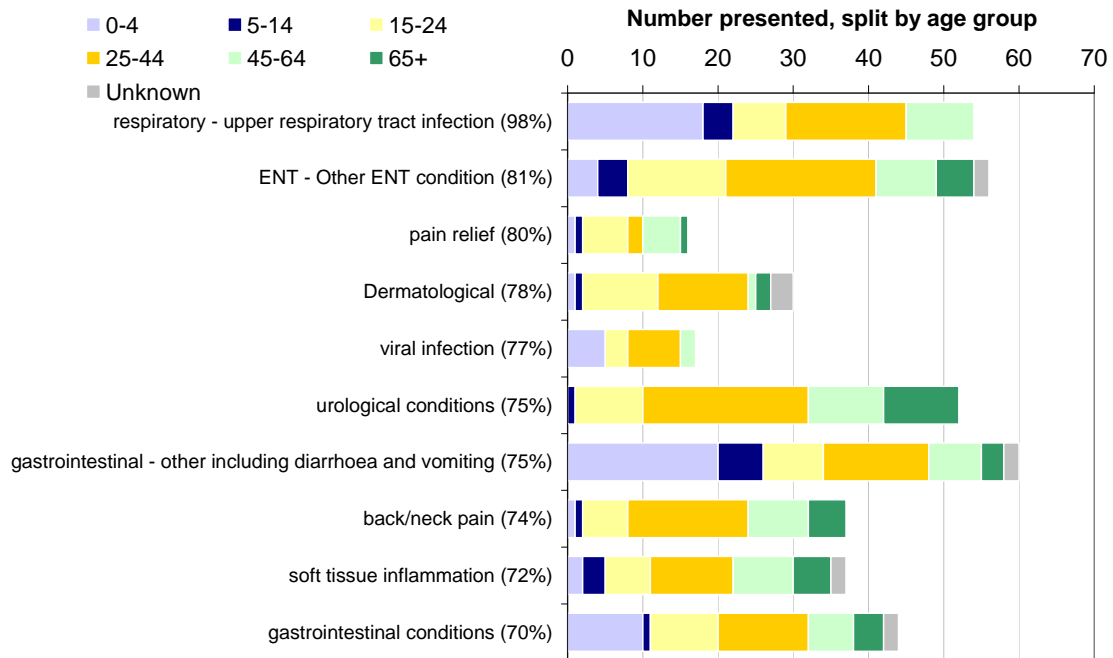 Number presented, split by age group
0-4 5-14 15-24
25-44 45-64 65+
Unknown
0 10 20 30 40 50 60 70
respiratory - upper respiratory tract infection (98%)
ENT - Other ENT condition (81%)
pain relief (80%)
Dermatological (78%)
viral infection (77%)
urological conditions (75%)
gastrointestinal - other including diarrhoea and vomiting (75%)
back/neck pain (74%)
soft tissue inflammation (72%)
gastrointestinal conditions (70%)